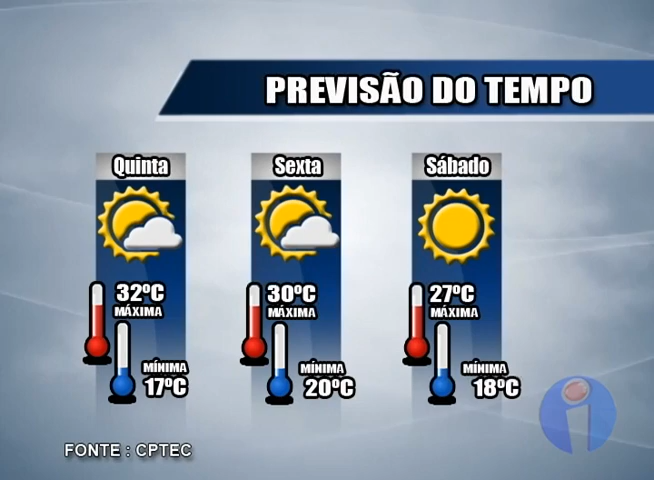 PREVISÃO DO TEMPO
Quinta
32ºC
MÁXIMA
MÍNIMA
17ºC
Sexta
30ºC
MÁXIMA
MÍNIMA
20ºC
Sábado
27ºC
MÁXIMA
MÍNIMA
18ºC
FONTE : CPTEC